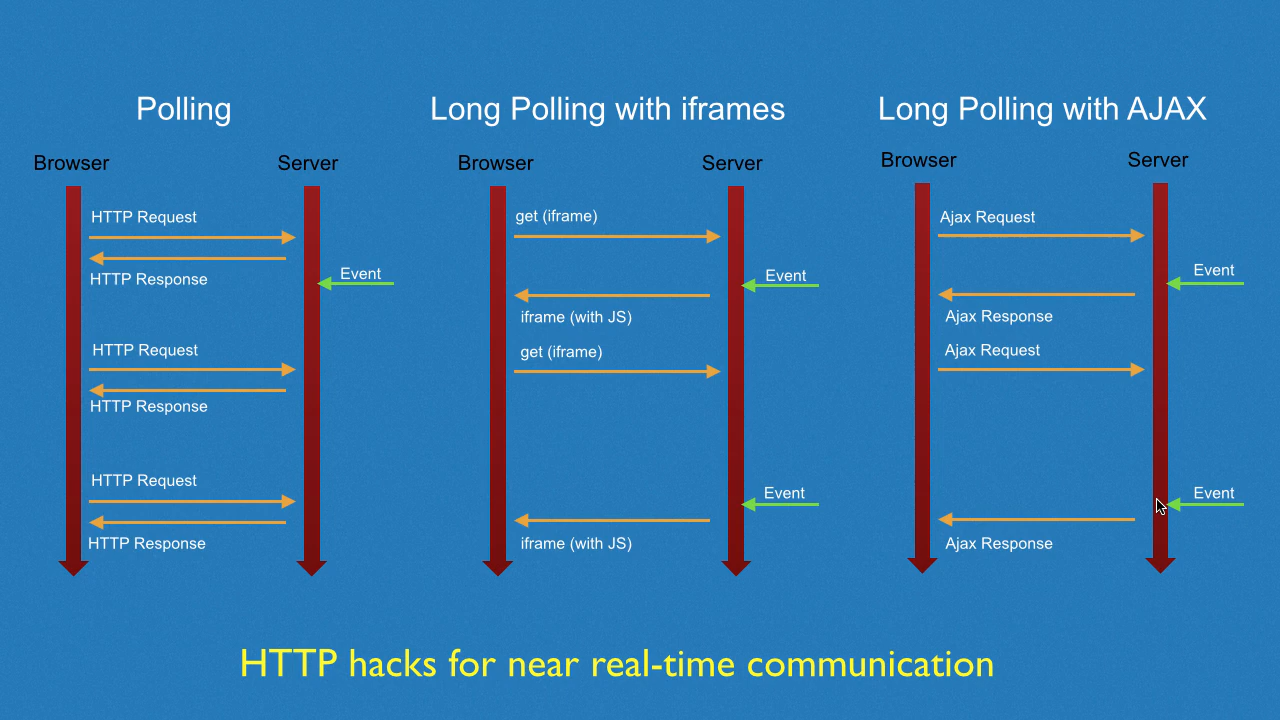 Polling
Browser
Server
HTTP Request
HTTP Response
Event
HTTP Request
HTTP Response
HTTP Request
HTTP Response
Long Polling with iframes
Browser
Server
get (iframe)
Event
iframe (with JS)
get (iframe)
Event
iframe (with JS)
Long Polling with AJAX
Browser
Server
Ajax Request
Event
Ajax Response
Ajax Request
Event
Ajax Response
HTTP hacks for near real-time communication